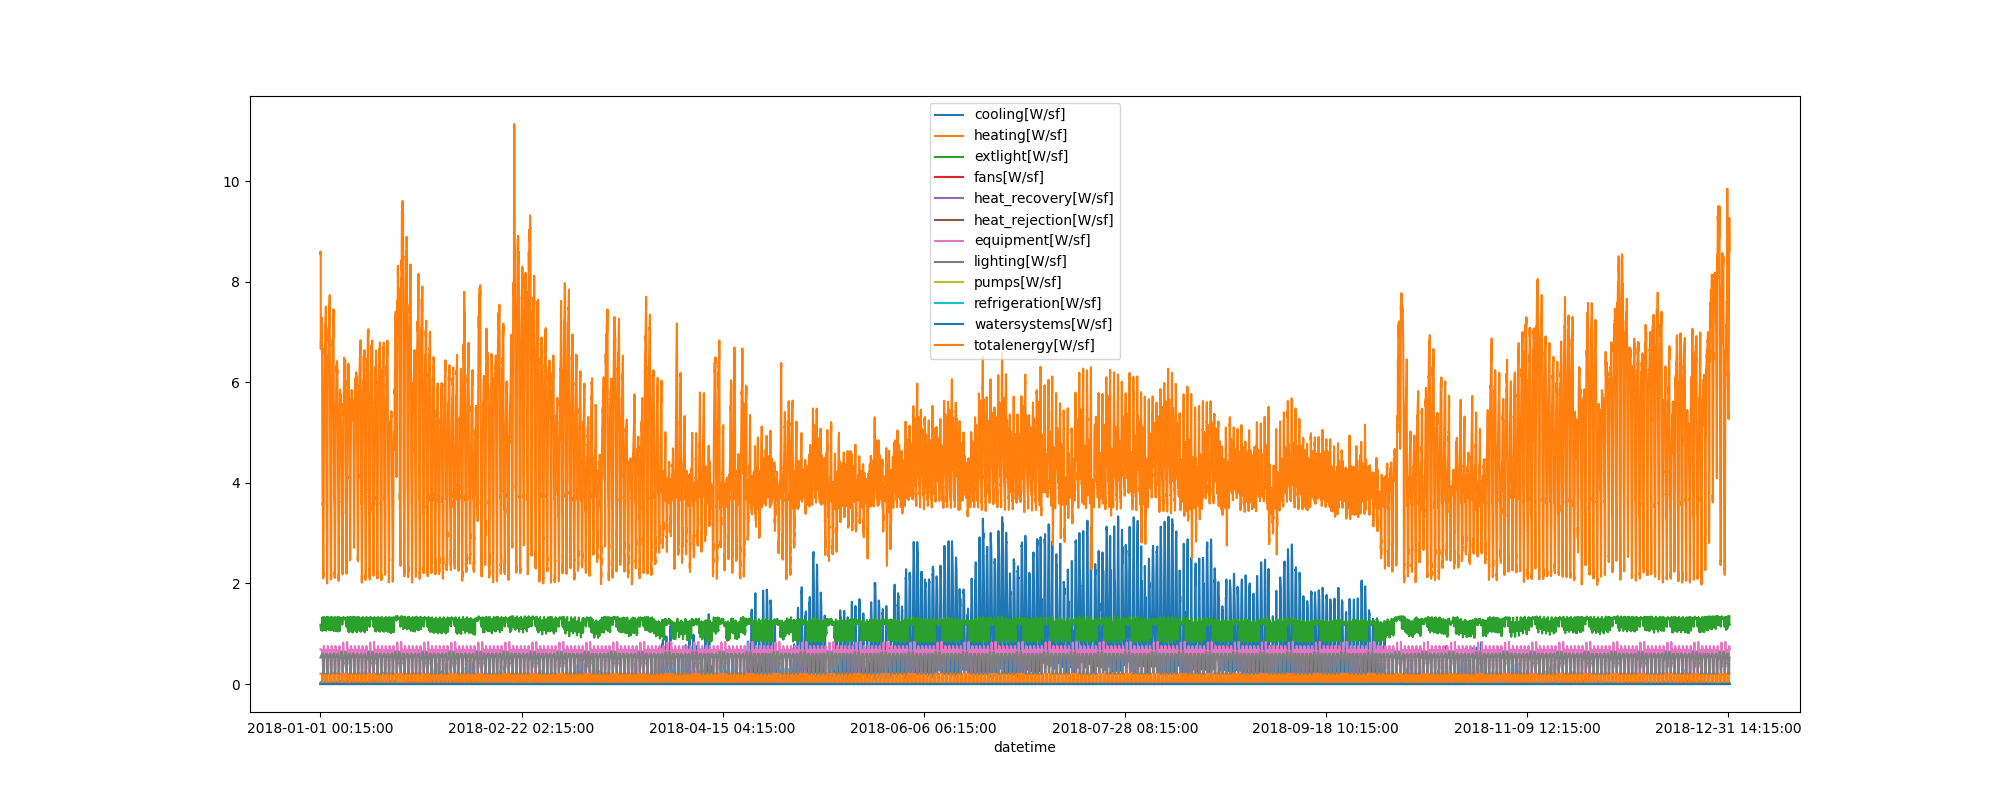 cooling[W/sf]
heating[W/sf]
extlight[W/sf]
fans[W/sf]
heat_recovery[W/sf]
heat_rejection[W/sf]
equipment[W/sf]
lighting[W/sf]
pumps[W/sf]
refrigeration[W/sf]
watersystems[W/sf]
totalenergy[W/sf]
10
8
6
4
2
0
2018-01-01 00:15:00 2018-02-22 02:15:00 2018-04-15 04:15:00 2018-06-06 06:15:00 2018-07-28 08:15:00 2018-09-18 10:15:00 2018-11-09 12:15:00 2018-12-31 14:15:00
datetime